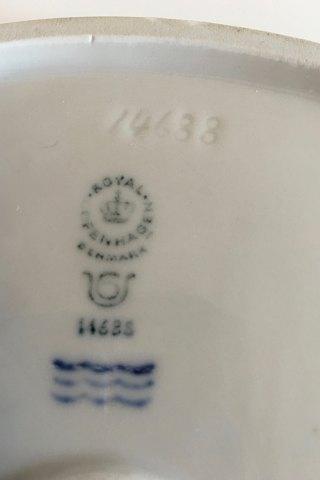 14638
ROYAL
COPENHAGEN
DENMARK
14638